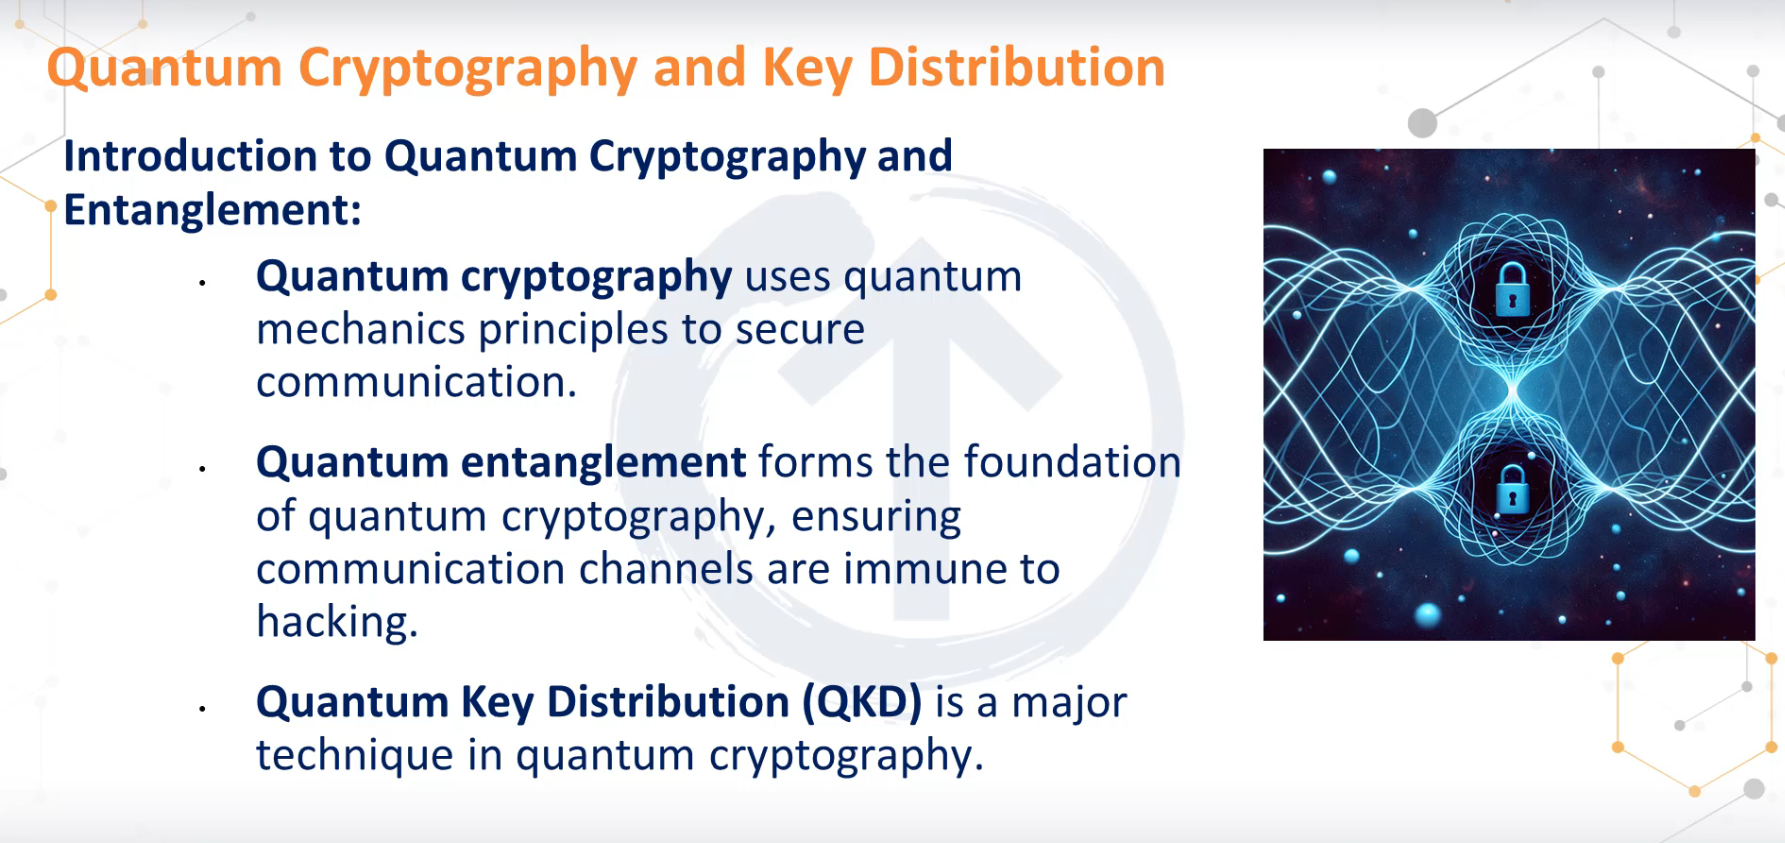 Quantum Cryptography and Key Distribution
Introduction to Quantum Cryptography and
Entanglement:
· Quantum cryptography uses quantum
mechanics principles to secure
communication.
· Quantum entanglement forms the foundation
of quantum cryptography, ensuring
communication channels are immune to
hacking.
· Quantum Key Distribution (QKD) is a major
technique in quantum cryptography.